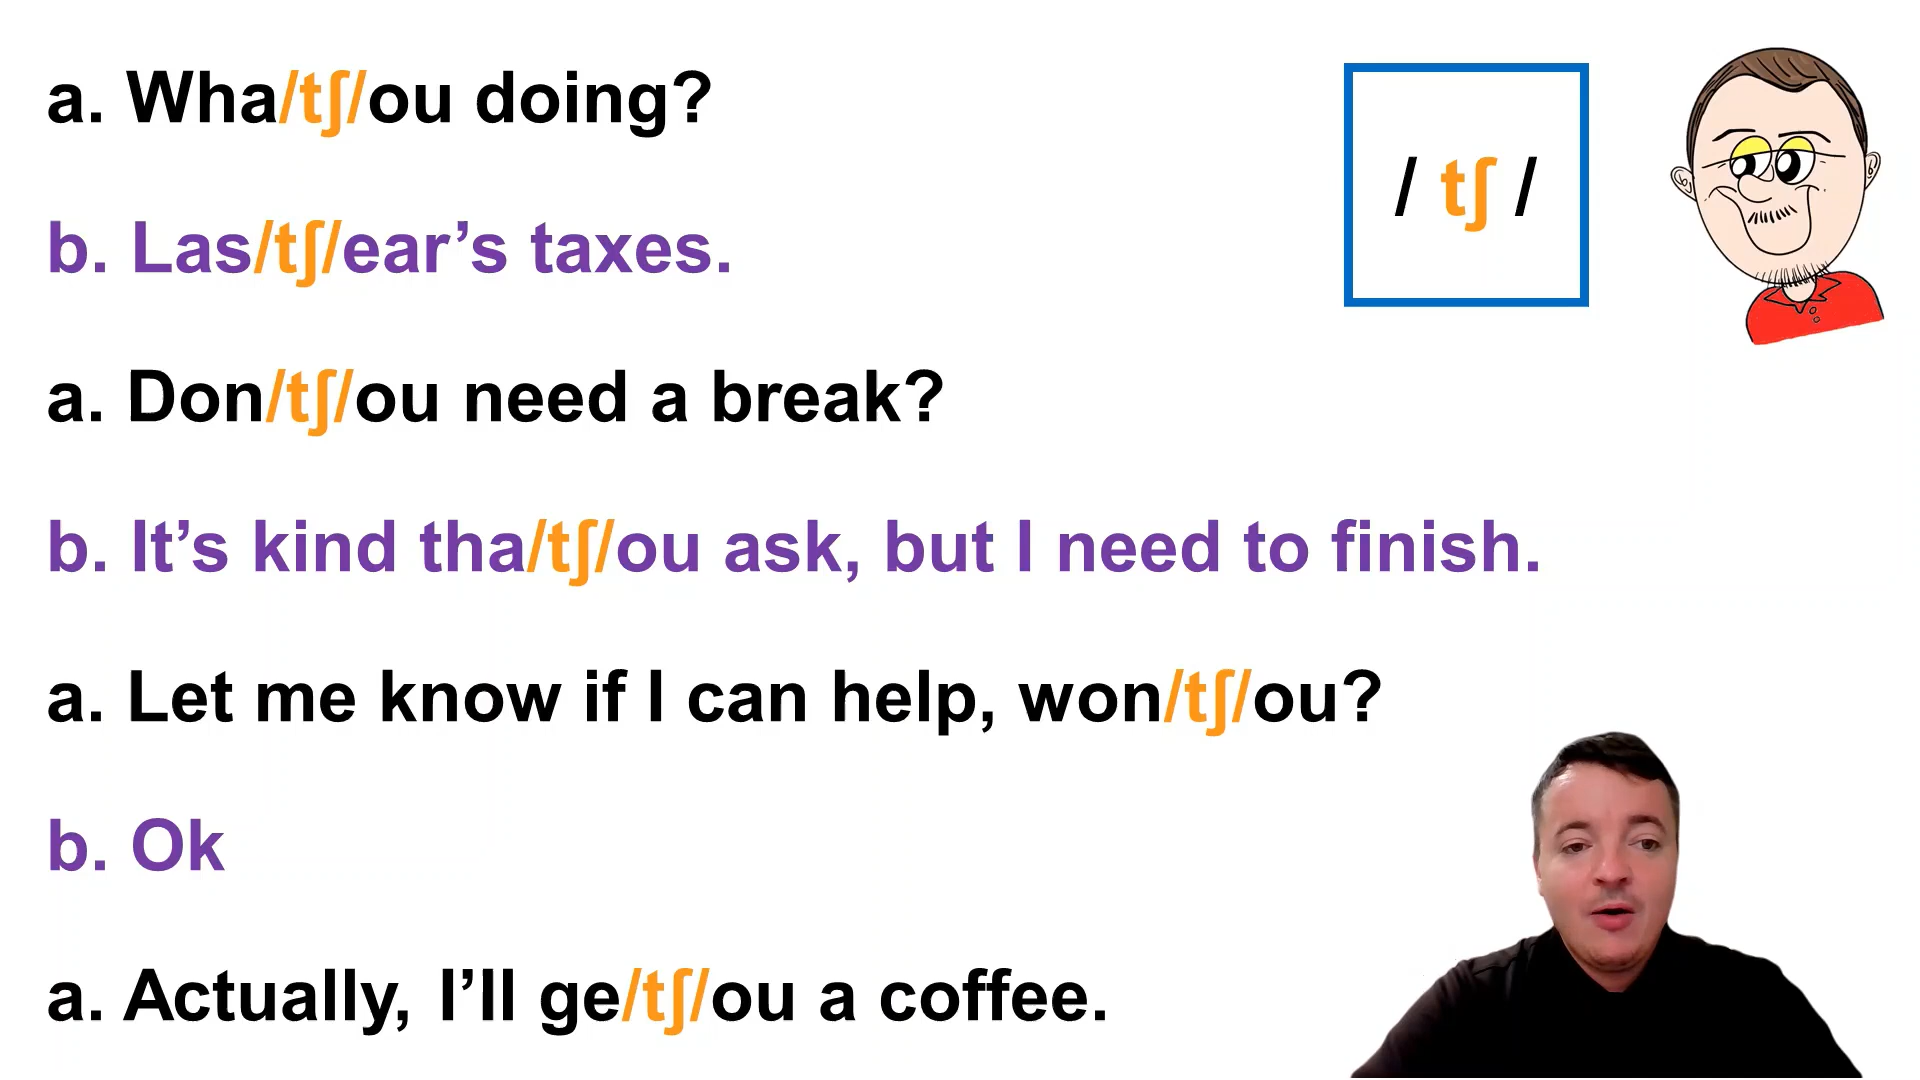 a. Wha/tʃ/ou doing?
/ tʃ /
b. Las/tʃ/ear’s taxes.
a. Don/tʃ/ou need a break?
b. It’s kind tha/tʃ/ou ask, but I need to finish.
a. Let me know if I can help, won/tʃ/ou?
b. Ok
a. Actually, I’ll ge/tʃ/ou a coffee.